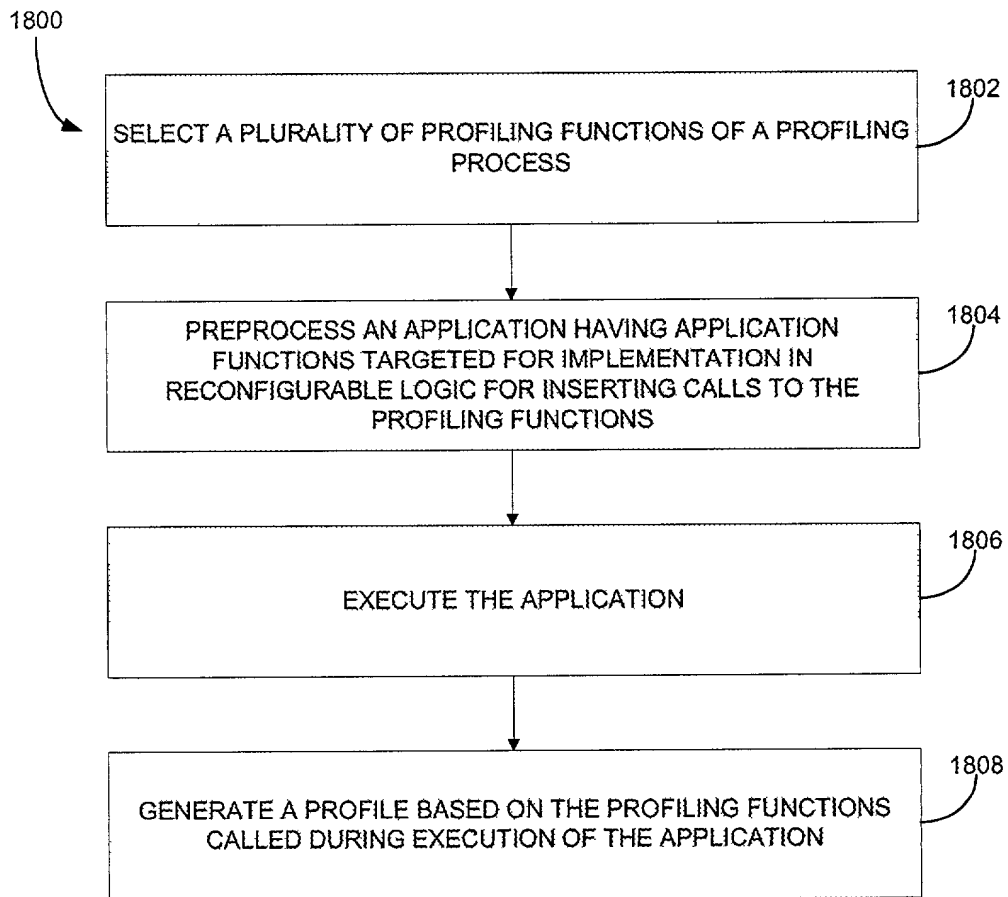 1800
1802
SELECT A PLURALITY OF PROFILING FUNCTIONS OF A PROFILING
PROCESS
1804
PREPROCESS AN APPLICATION HAVING APPLICATION
FUNCTIONS TARGETED FOR IMPLEMENTATION IN
RECONFIGURABLE LOGIC FOR INSERTING CALLS TO THE
PROFILING FUNCTIONS
1806
EXECUTE THE APPLICATION
1808
GENERATE A PROFILE BASED ON THE PROFILING FUNCTIONS
CALLED DURING EXECUTION OF THE APPLICATION